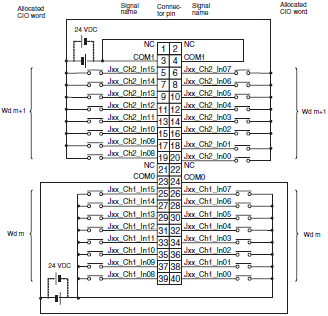 Allocated CIO word Signal name Connec-tor pin Signal name Allocated CIO word
24 VDC
NC 1 2 NC
COM1 3 4 COM1
Jxx_Ch2_In15 5 6 Jxx_Ch2_In07
Jxx_Ch2_In14 7 8 Jxx_Ch2_In06
Jxx_Ch2_In13 9 10 Jxx_Ch2_In05
Wd m+1 Jxx_Ch2_In12 11 12 Jxx_Ch2_In04 Wd m+1
Jxx_Ch2_In11 13 14 Jxx_Ch2_In03
Jxx_Ch2_In10 15 16 Jxx_Ch2_In02
Jxx_Ch2_In09 17 18 Jxx_Ch2_In01
Jxx_Ch2_In08 19 20 Jxx_Ch2_In00
NC 21 22 NC
COM0 23 24 COM0
Jxx_Ch1_In15 25 26 Jxx_Ch1_In07
Jxx_Ch1_In14 27 28 Jxx_Ch1_In06
Jxx_Ch1_In13 29 30 Jxx_Ch1_In05
Wd m Jxx_Ch1_In12 31 32 Jxx_Ch1_In04 Wd m
Jxx_Ch1_In11 33 34 Jxx_Ch1_In03
Jxx_Ch1_In10 35 36 Jxx_Ch1_In02
24 VDC Jxx_Ch1_In09 37 38 Jxx_Ch1_In01
Jxx_Ch1_In08 39 40 Jxx_Ch1_In00